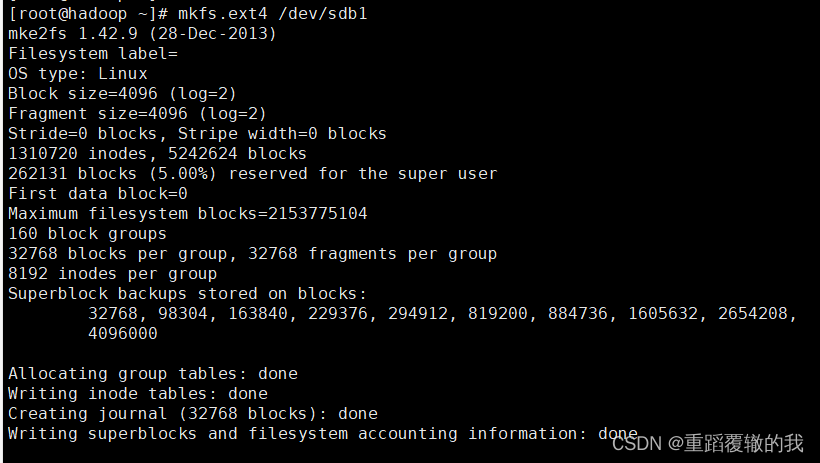 [root@hadoop ~]# mkfs.ext4 /dev/sdb1
mke2fs 1.42.9 (28-Dec-2013)
Filesystem label=
OS type: Linux
Block size=4096 (log=2)
Fragment size=4096 (log=2)
Stride=0 blocks, Stripe width=0 blocks
1310720 inodes, 5242624 blocks
262131 blocks (5.00%) reserved for the super user
First data block=0
Maximum filesystem blocks=2153775104
160 block groups
32768 blocks per group, 32768 fragments per group
8192 inodes per group
Superblock backups stored on blocks:
32768, 98304, 163840, 229376, 294912, 819200, 884736, 1605632, 2654208,
4096000
Allocating group tables: done
Writing inode tables: done
Creating journal (32768 blocks): done
Writing superblocks and filesystem accounting information: done
CSDN @重蹈覆辙的我